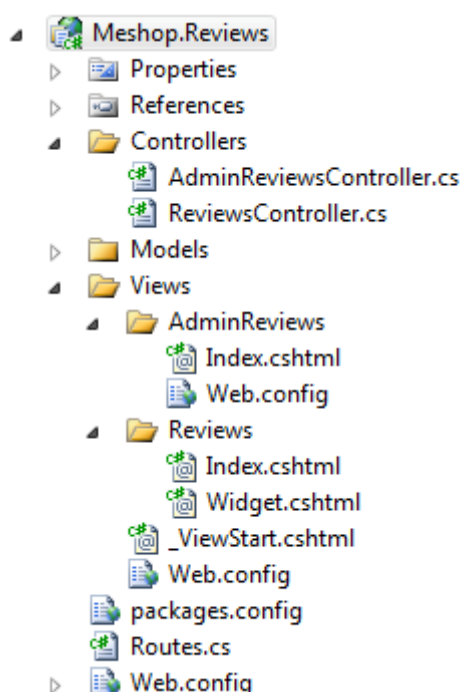 Meshop.Reviews
Properties
References
Controllers
AdminReviewsController.cs
ReviewsController.cs
Models
Views
AdminReviews
Index.cshtml
Web.config
Reviews
Index.cshtml
Widget.cshtml
_ViewStart.cshtml
Web.config
packages.config
Routes.cs
Web.config